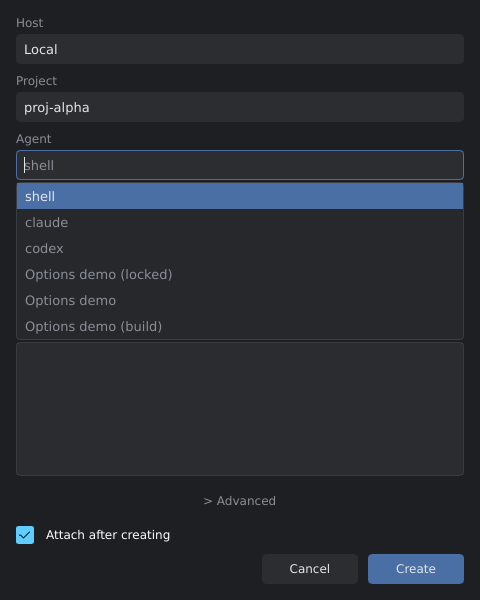 Host
Local
Project
proj-alpha
Agent
shell
shell
claude
codex
Options demo (locked)
Options demo
Options demo (build)
> Advanced
Attach after creating
Cancel
Create